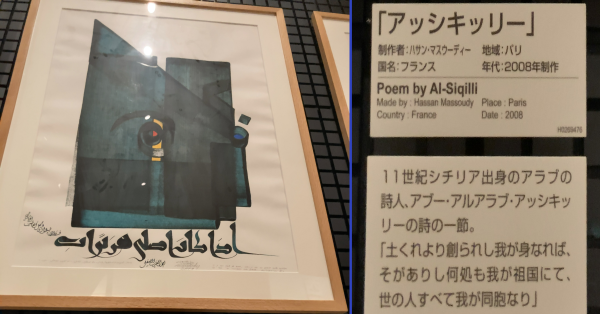 اذا كان اصلي من تراب
「アッシキッリー」
制作者:ハサン・マスウーディー 地域:パリ
国名:フランス 年代:2008年制作
Poem by Al-Siqilli
Made by : Hassan Massoudy Place : Paris
Country : France Date : 2008
11世紀シチリア出身のアラブの
詩人、アブー・アルアラブ・アッシキッ
リーの詩の一節。
「土くれより創られし我が身なれば、
そがありし何処も我が祖国にて、
世の人すべて我が同胞なり」